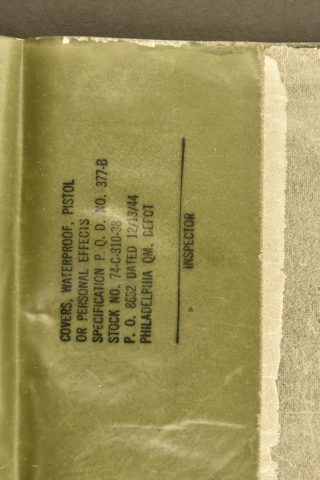 COVERS, WATERPROOF, PISTOL
OR PERSONAL EFFECTS
SPECIFICATION P. Q. D. NO. 377-B
STOCK NO. 74-C-310-38
P. O. 8652 DATED 12/13/44
PHILADELPHIA QM. DEPOT
INSPECTOR